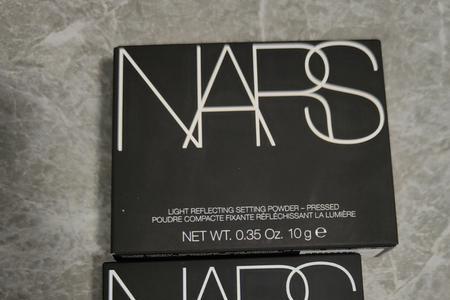 NARS
LIGHT REFLECTING SETTING POWDER – PRESSED
POUDRE COMPACTE FIXANTE RÉFLÉCHISSANT LA LUMIÈRE
NET WT. 0.35 Oz. 10 g ℮
NARS